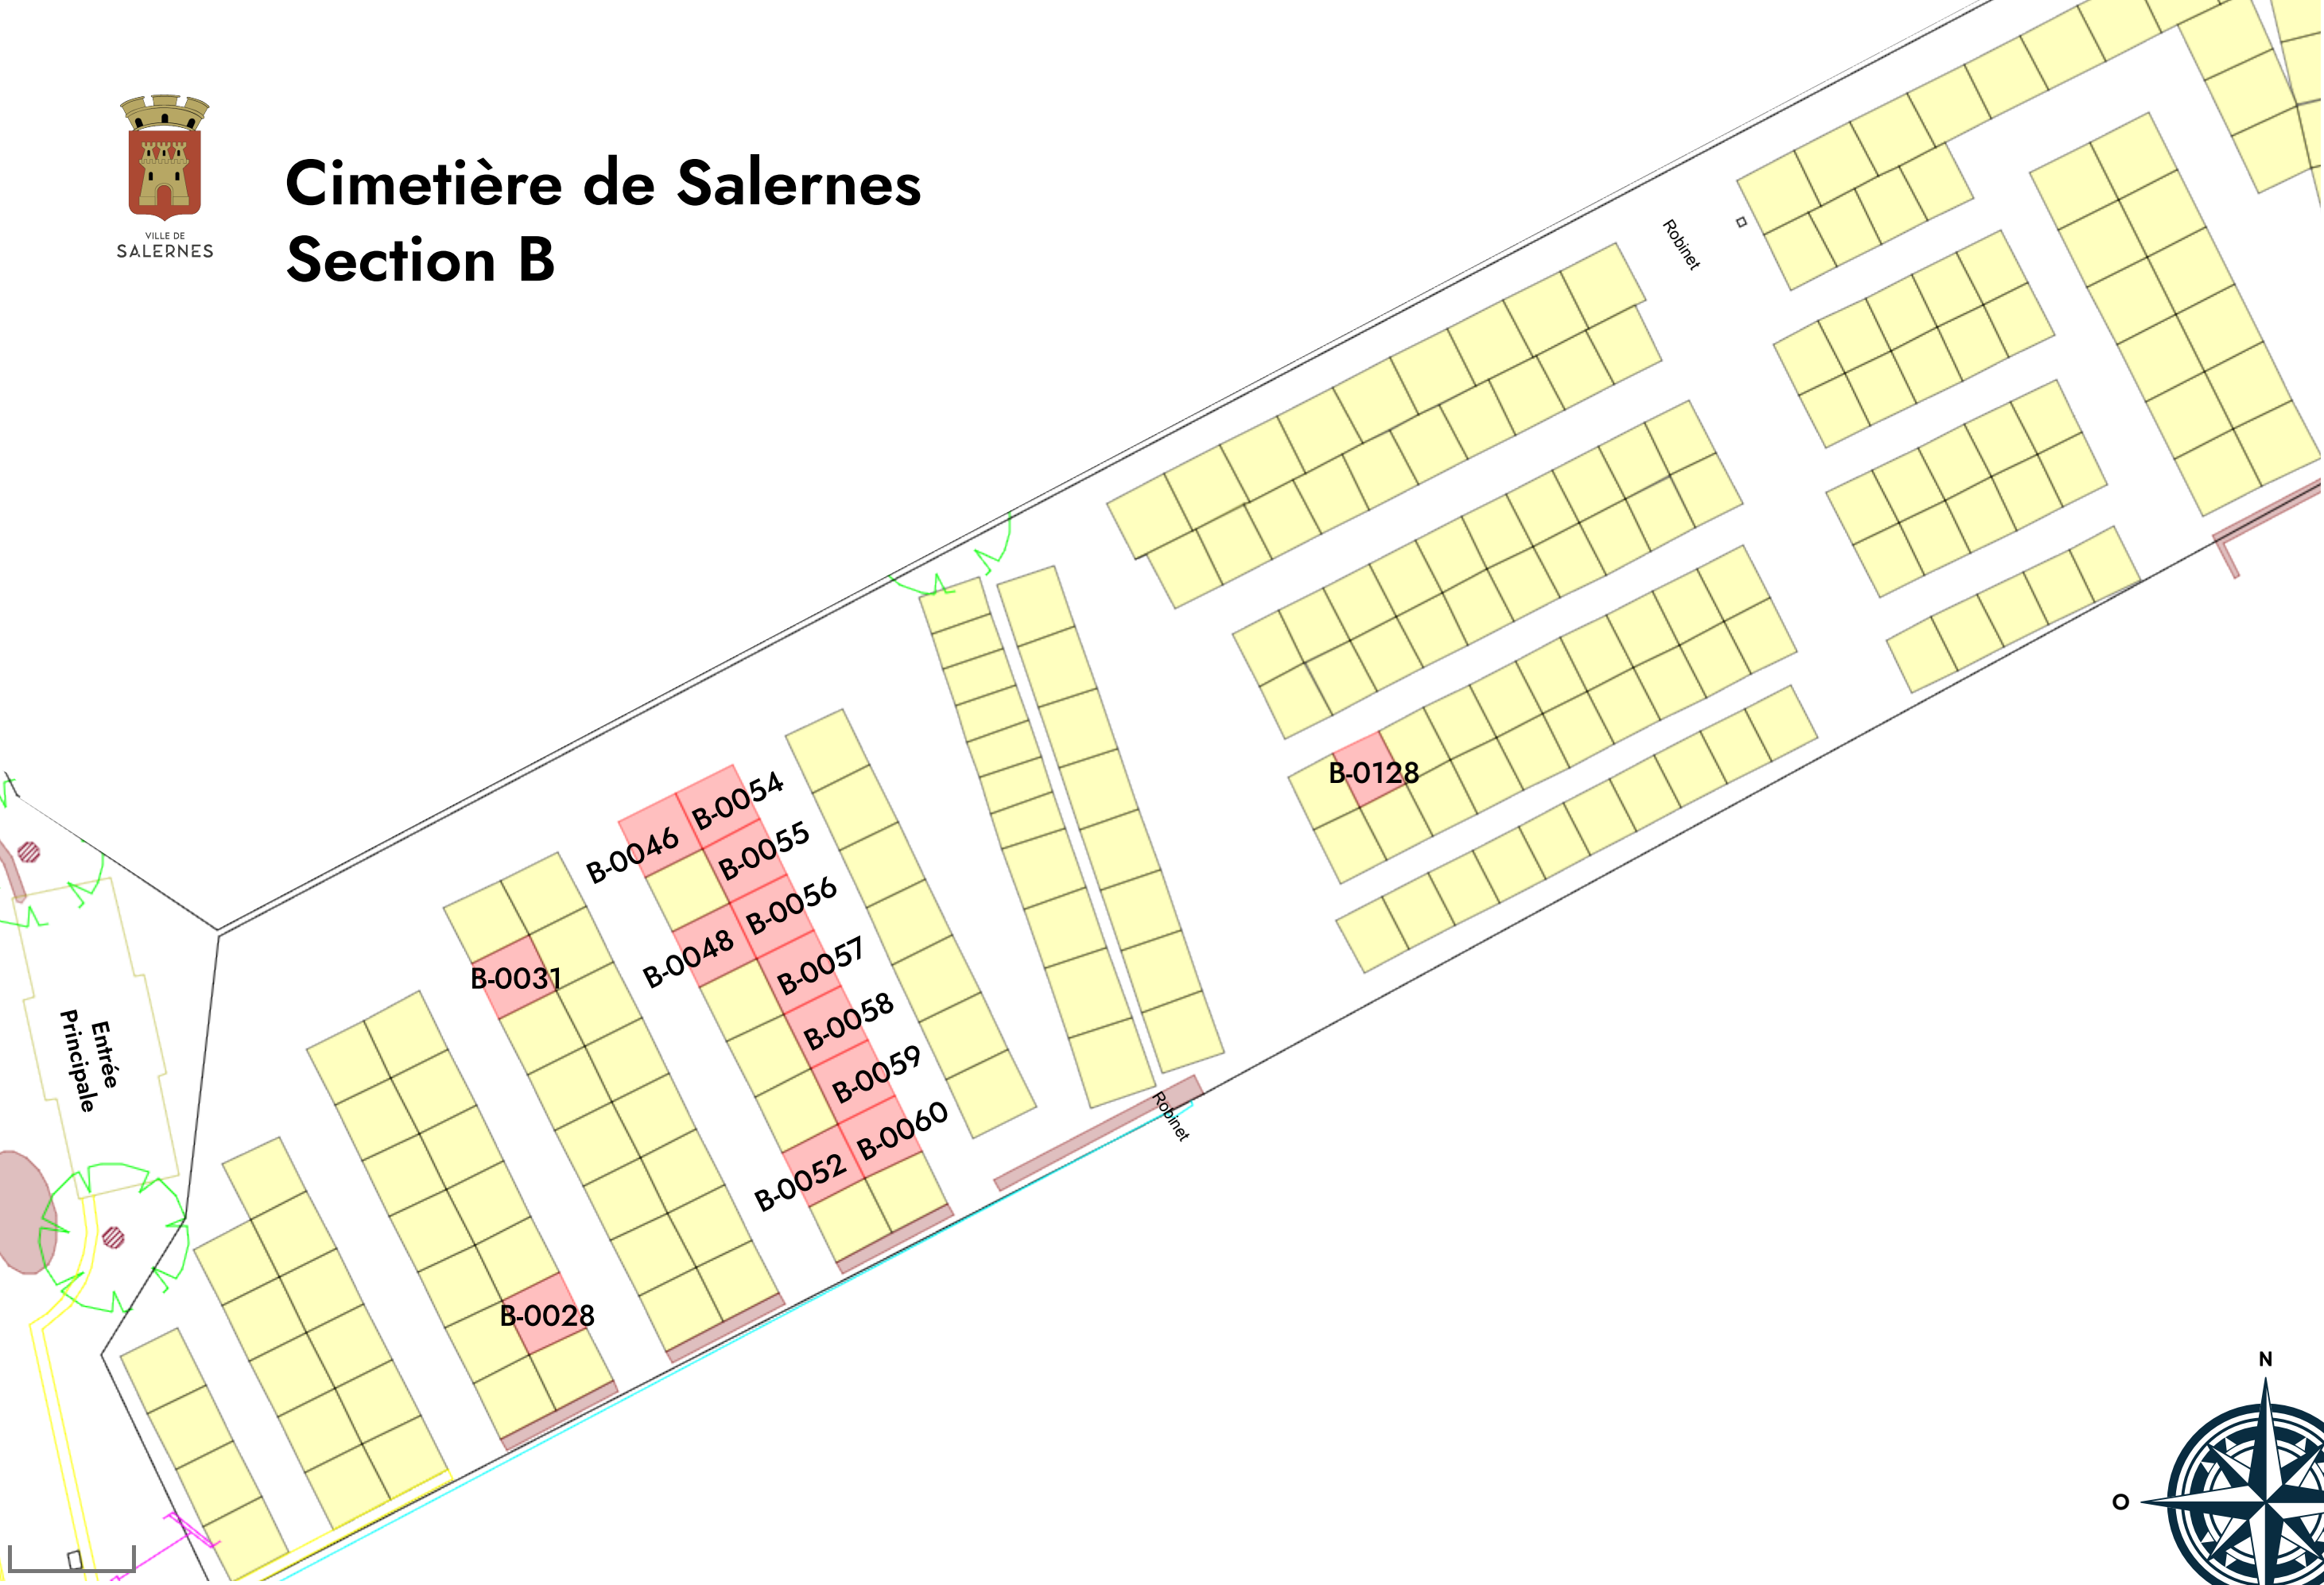 VILLE DE
SALERNES
Cimetière de Salernes
Section B
Robinet
B-0054
B-0046
B-0055
B-0128
B-0056
B-0048
B-0031
B-0057
B-0058
B-0059
B-0060
B-0052
B-0028
Entrée
Principale
Robinet
N
O